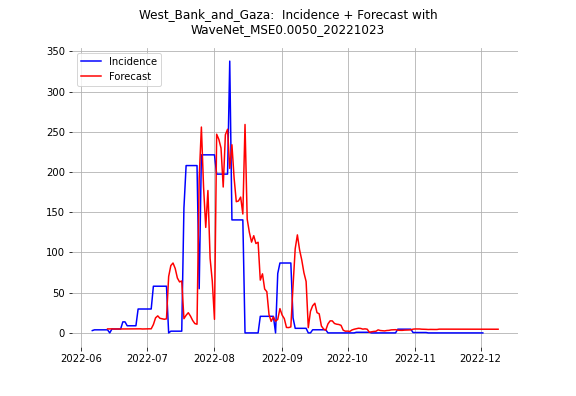 West_Bank_and_Gaza:  Incidence + Forecast with
WaveNet_MSE0.0050_20221023
Incidence
Forecast
350
300
250
200
150
100
50
0
2022-06 2022-07 2022-08 2022-09 2022-10 2022-11 2022-12